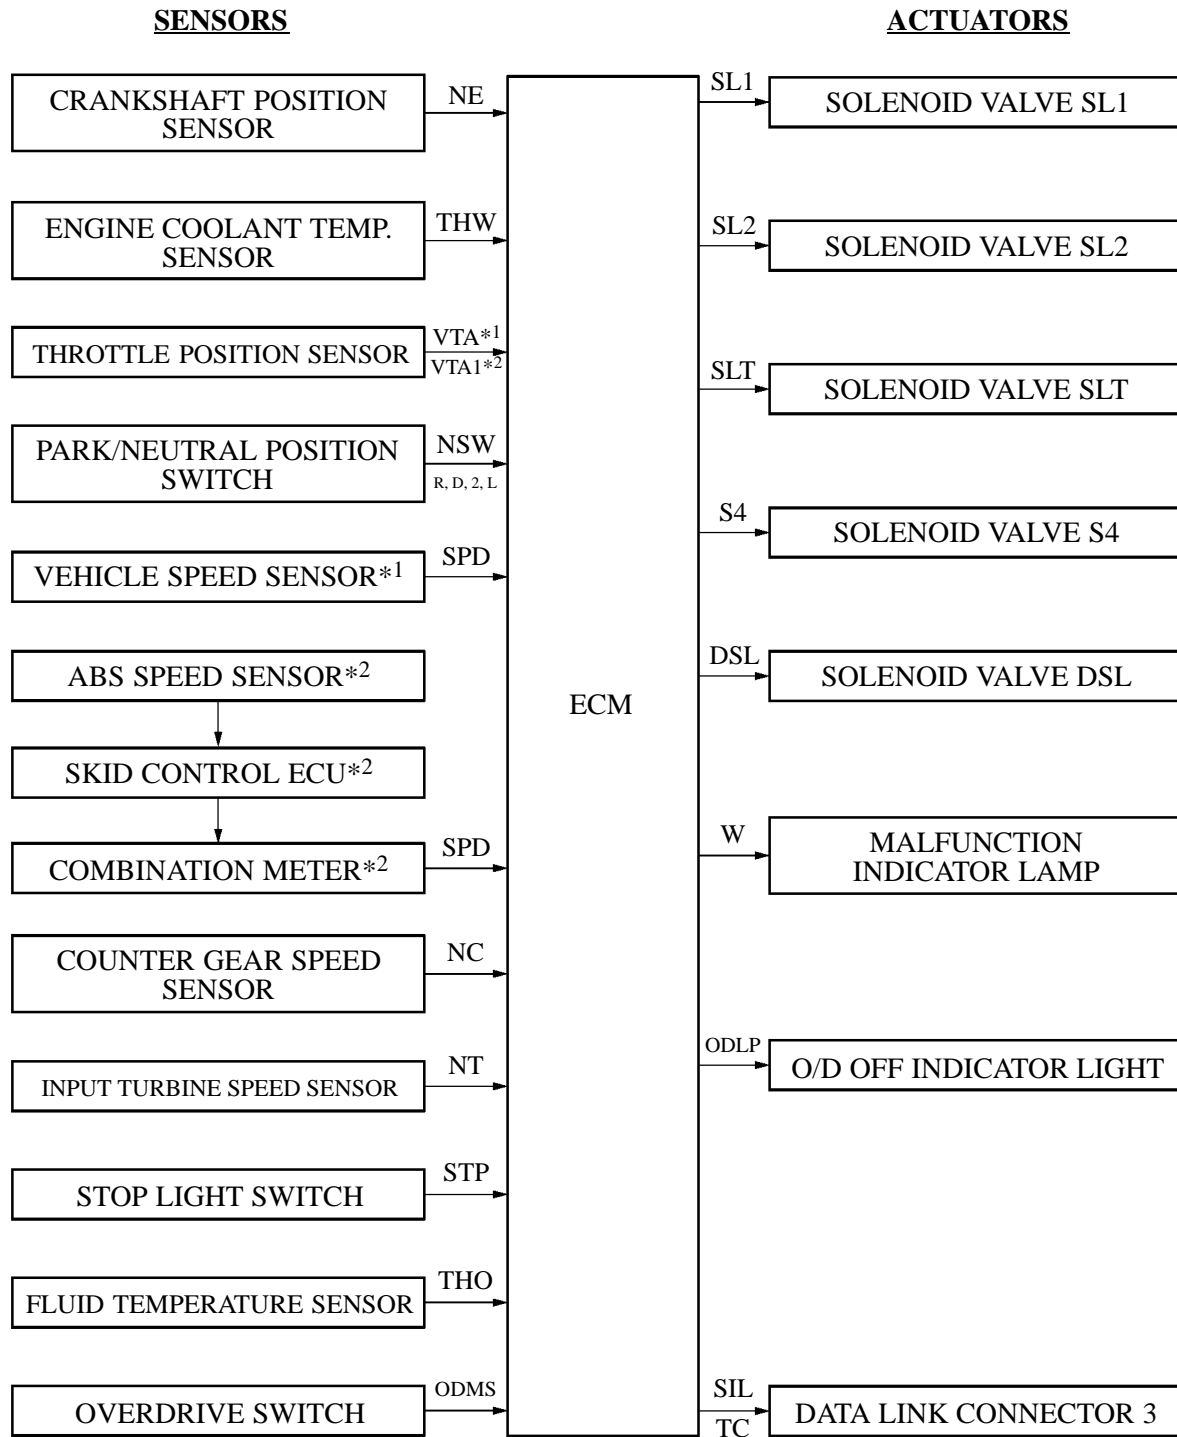 SENSORS
ACTUATORS
CRANKSHAFT POSITION
SENSOR
NE
SL1
SOLENOID VALVE SL1
ENGINE COOLANT TEMP.
SENSOR
THW
SL2
SOLENOID VALVE SL2
THROTTLE POSITION SENSOR
VTA*1
VTA1*2
SLT
SOLENOID VALVE SLT
PARK/NEUTRAL POSITION
SWITCH
NSW
R, D, 2, L
S4
SOLENOID VALVE S4
VEHICLE SPEED SENSOR*1
SPD
ABS SPEED SENSOR*2
DSL
SOLENOID VALVE DSL
ECM
SKID CONTROL ECU*2
COMBINATION METER*2
SPD
W
MALFUNCTION
INDICATOR LAMP
COUNTER GEAR SPEED
SENSOR
NC
INPUT TURBINE SPEED SENSOR
NT
ODLP
O/D OFF INDICATOR LIGHT
STOP LIGHT SWITCH
STP
FLUID TEMPERATURE SENSOR
THO
OVERDRIVE SWITCH
ODMS
SIL
TC
DATA LINK CONNECTOR 3